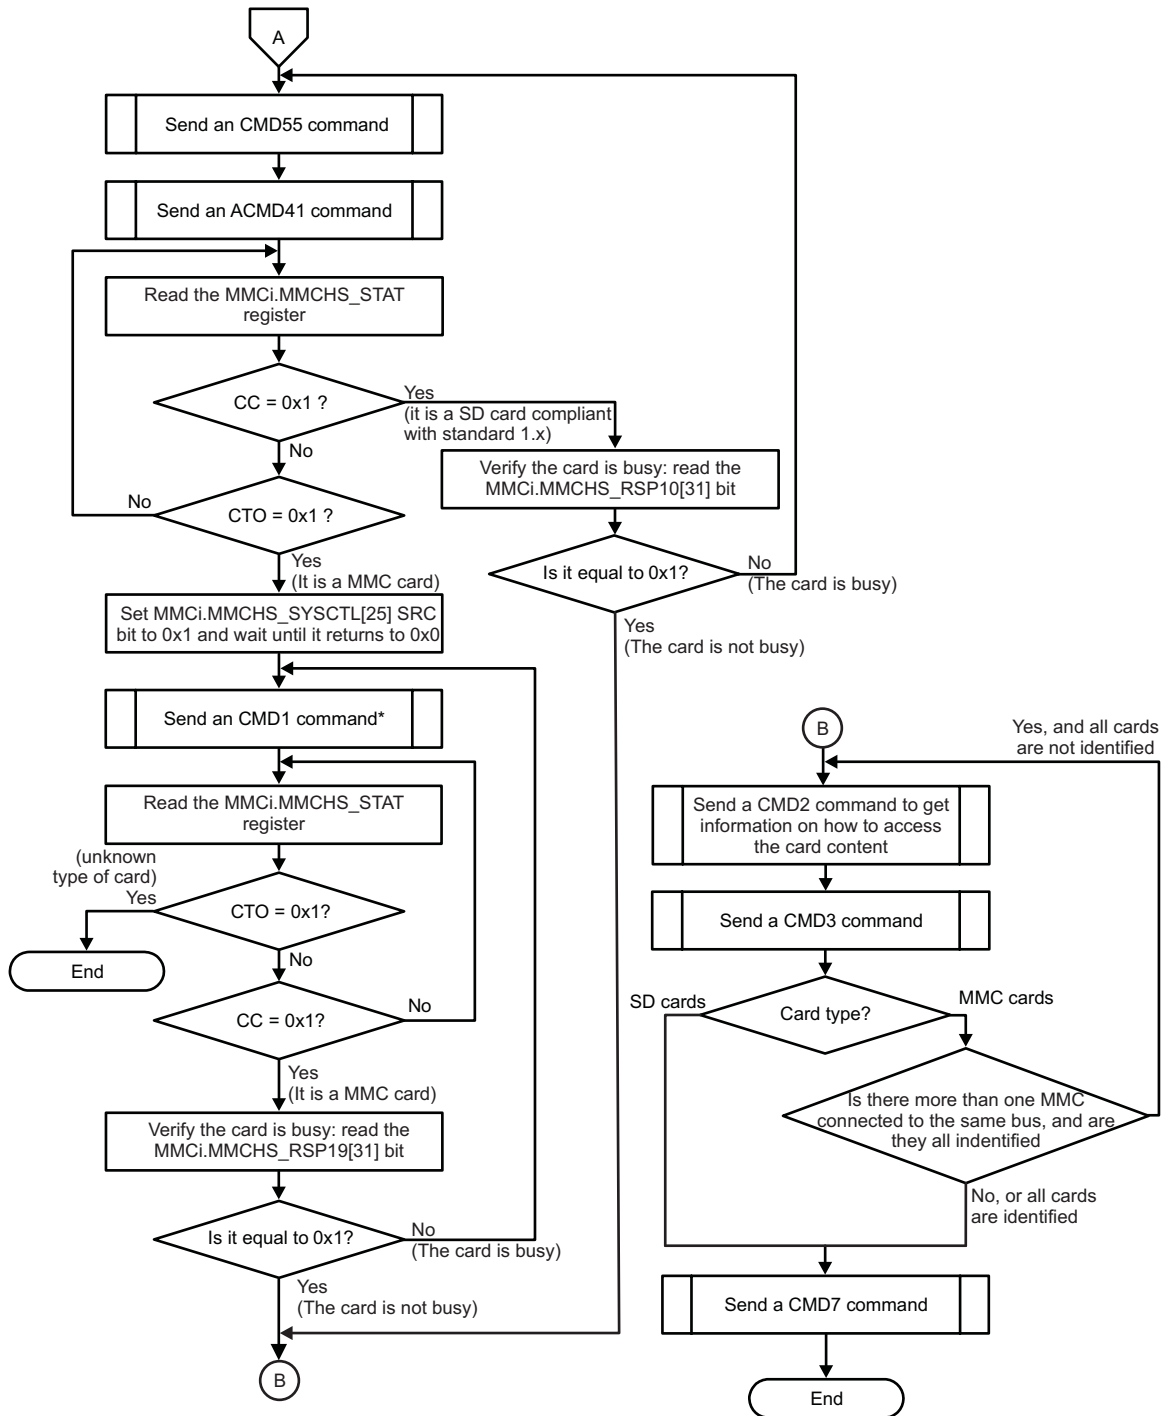 A
Send an CMD55 command
Send an ACMD41 command
Read the MMCi.MMCHS_STAT
register
CC = 0x1 ?
Yes
(it is a SD card compliant
with standard 1.x)
No
Verify the card is busy: read the
MMCi.MMCHS_RSP10[31] bit
CTO = 0x1 ?
No
Yes
(It is a MMC card)
Is it equal to 0x1?
No
(The card is busy)
Yes
(The card is not busy)
Set MMCi.MMCHS_SYSCTL[25] SRC
bit to 0x1 and wait until it returns to 0x0
Send an CMD1 command*
Read the MMCi.MMCHS_STAT
register
(unknown
type of card)
Yes
CTO = 0x1?
End
No
CC = 0x1?
No
Yes
(It is a MMC card)
Verify the card is busy: read the
MMCi.MMCHS_RSP19[31] bit
Is it equal to 0x1?
No
(The card is busy)
Yes
(The card is not busy)
B
B
Yes, and all cards
are not identified
Send a CMD2 command to get
information on how to access
the card content
Send a CMD3 command
SD cards
Card type?
MMC cards
Is there more than one MMC
connected to the same bus, and are
they all indentified
No, or all cards
are identified
Send a CMD7 command
End